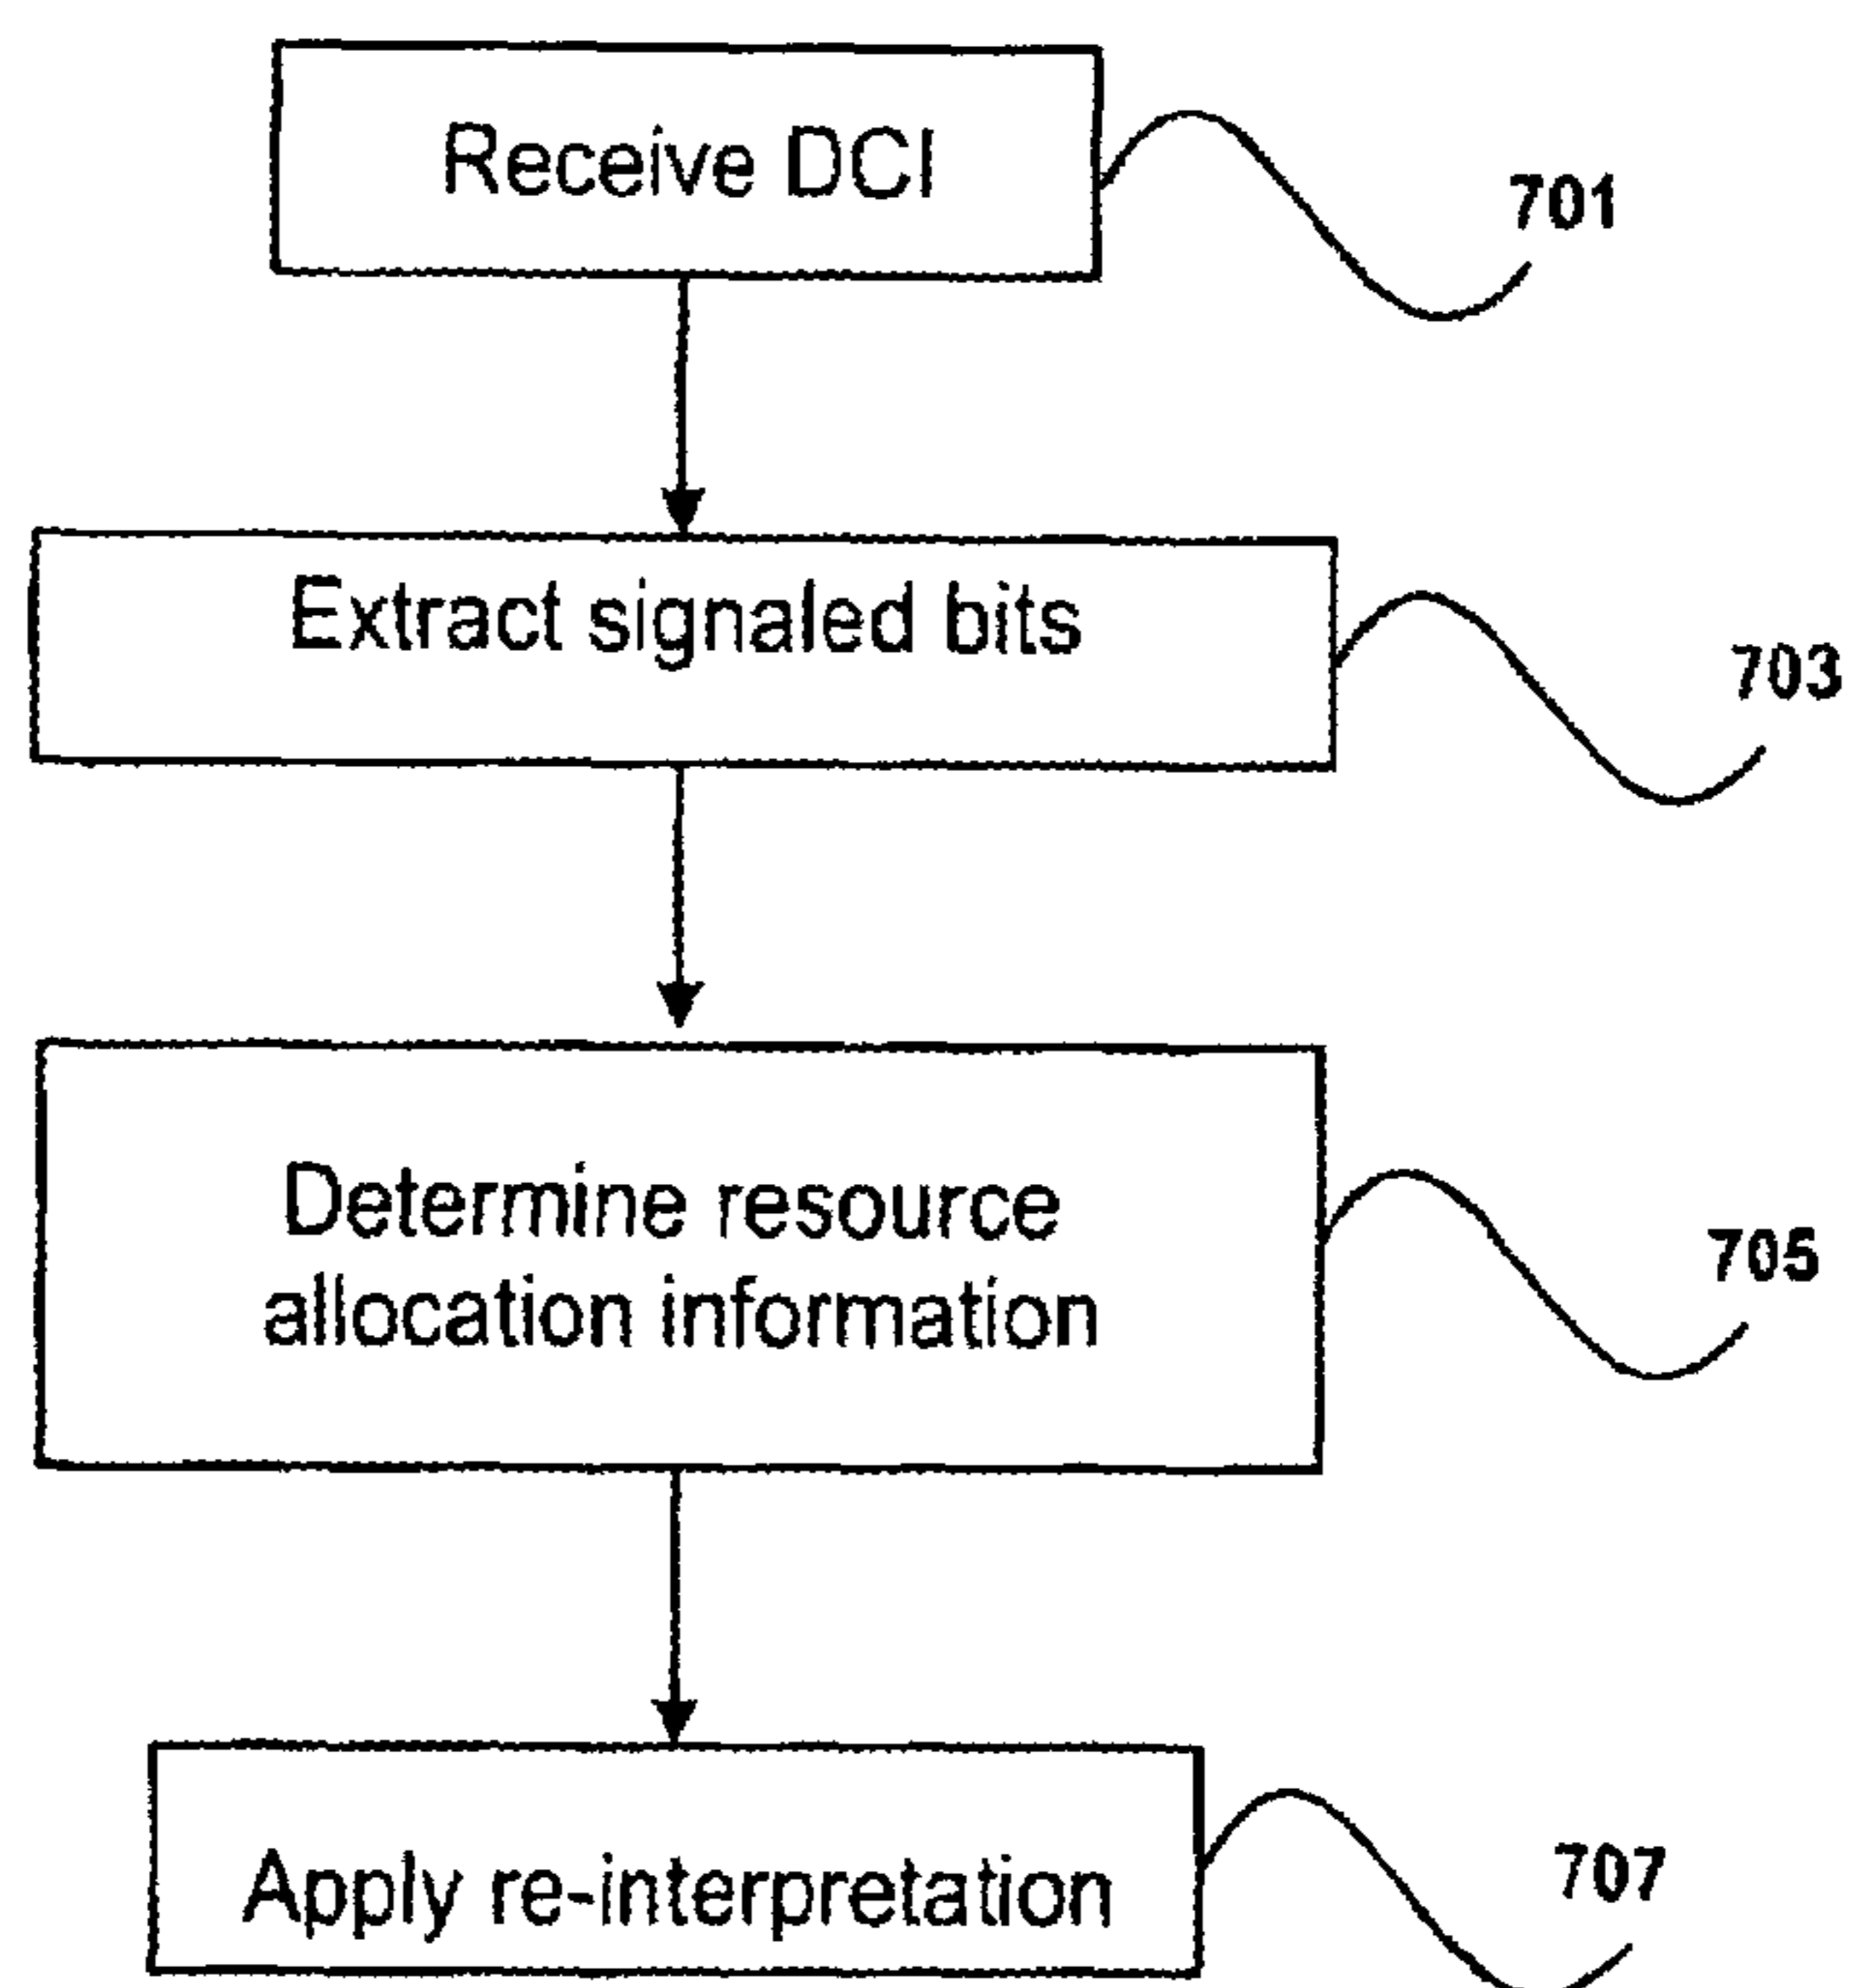 Receive DCI
701
Extract signaled bits
703
Determine resource
allocation information
705
Apply re-interpretation
707